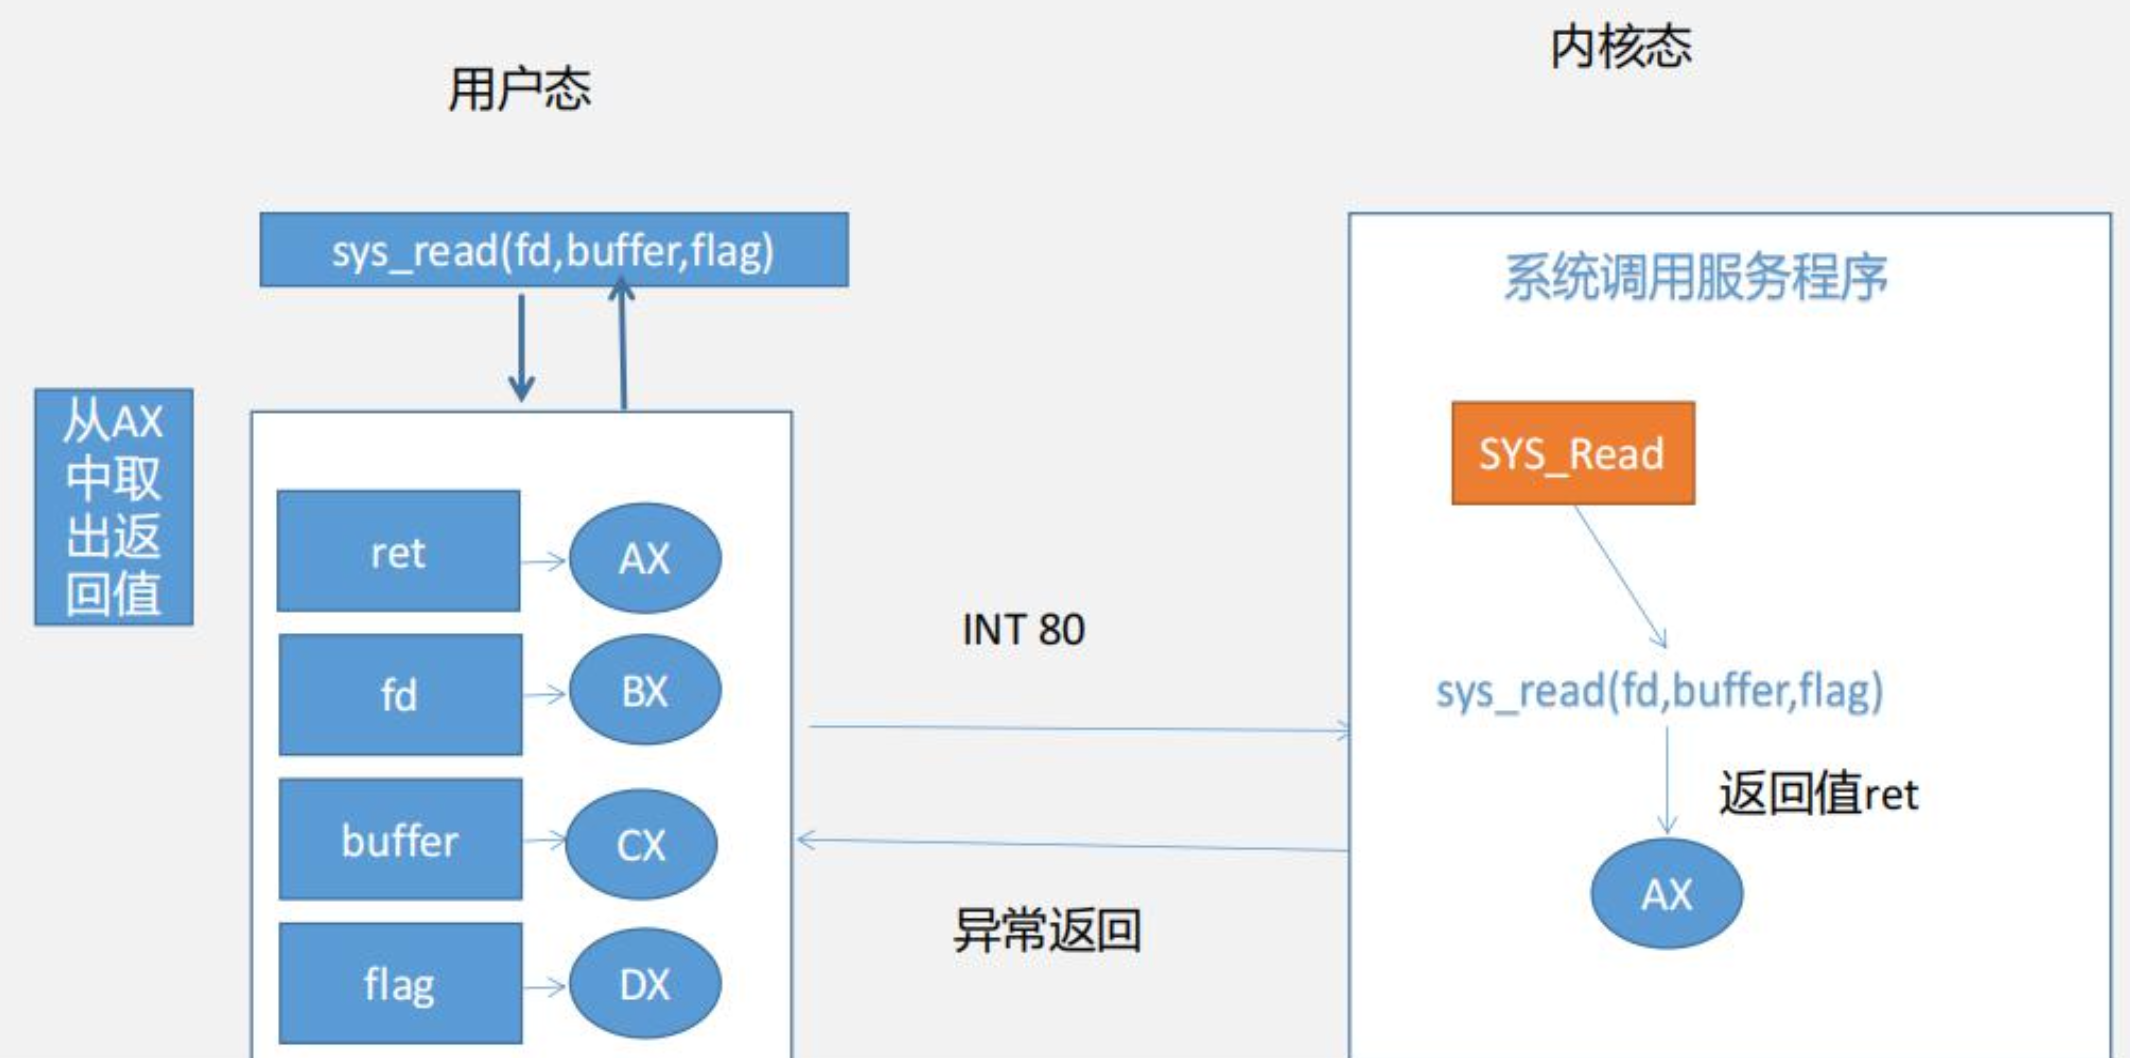 用户态
内核态
sys_read(fd,buffer,flag)
系统调用服务程序
从AX
中取
出返
回值
SYS_Read
ret
AX
fd
BX
INT 80
sys_read(fd,buffer,flag)
返回值ret
buffer
CX
AX
异常返回
flag
DX